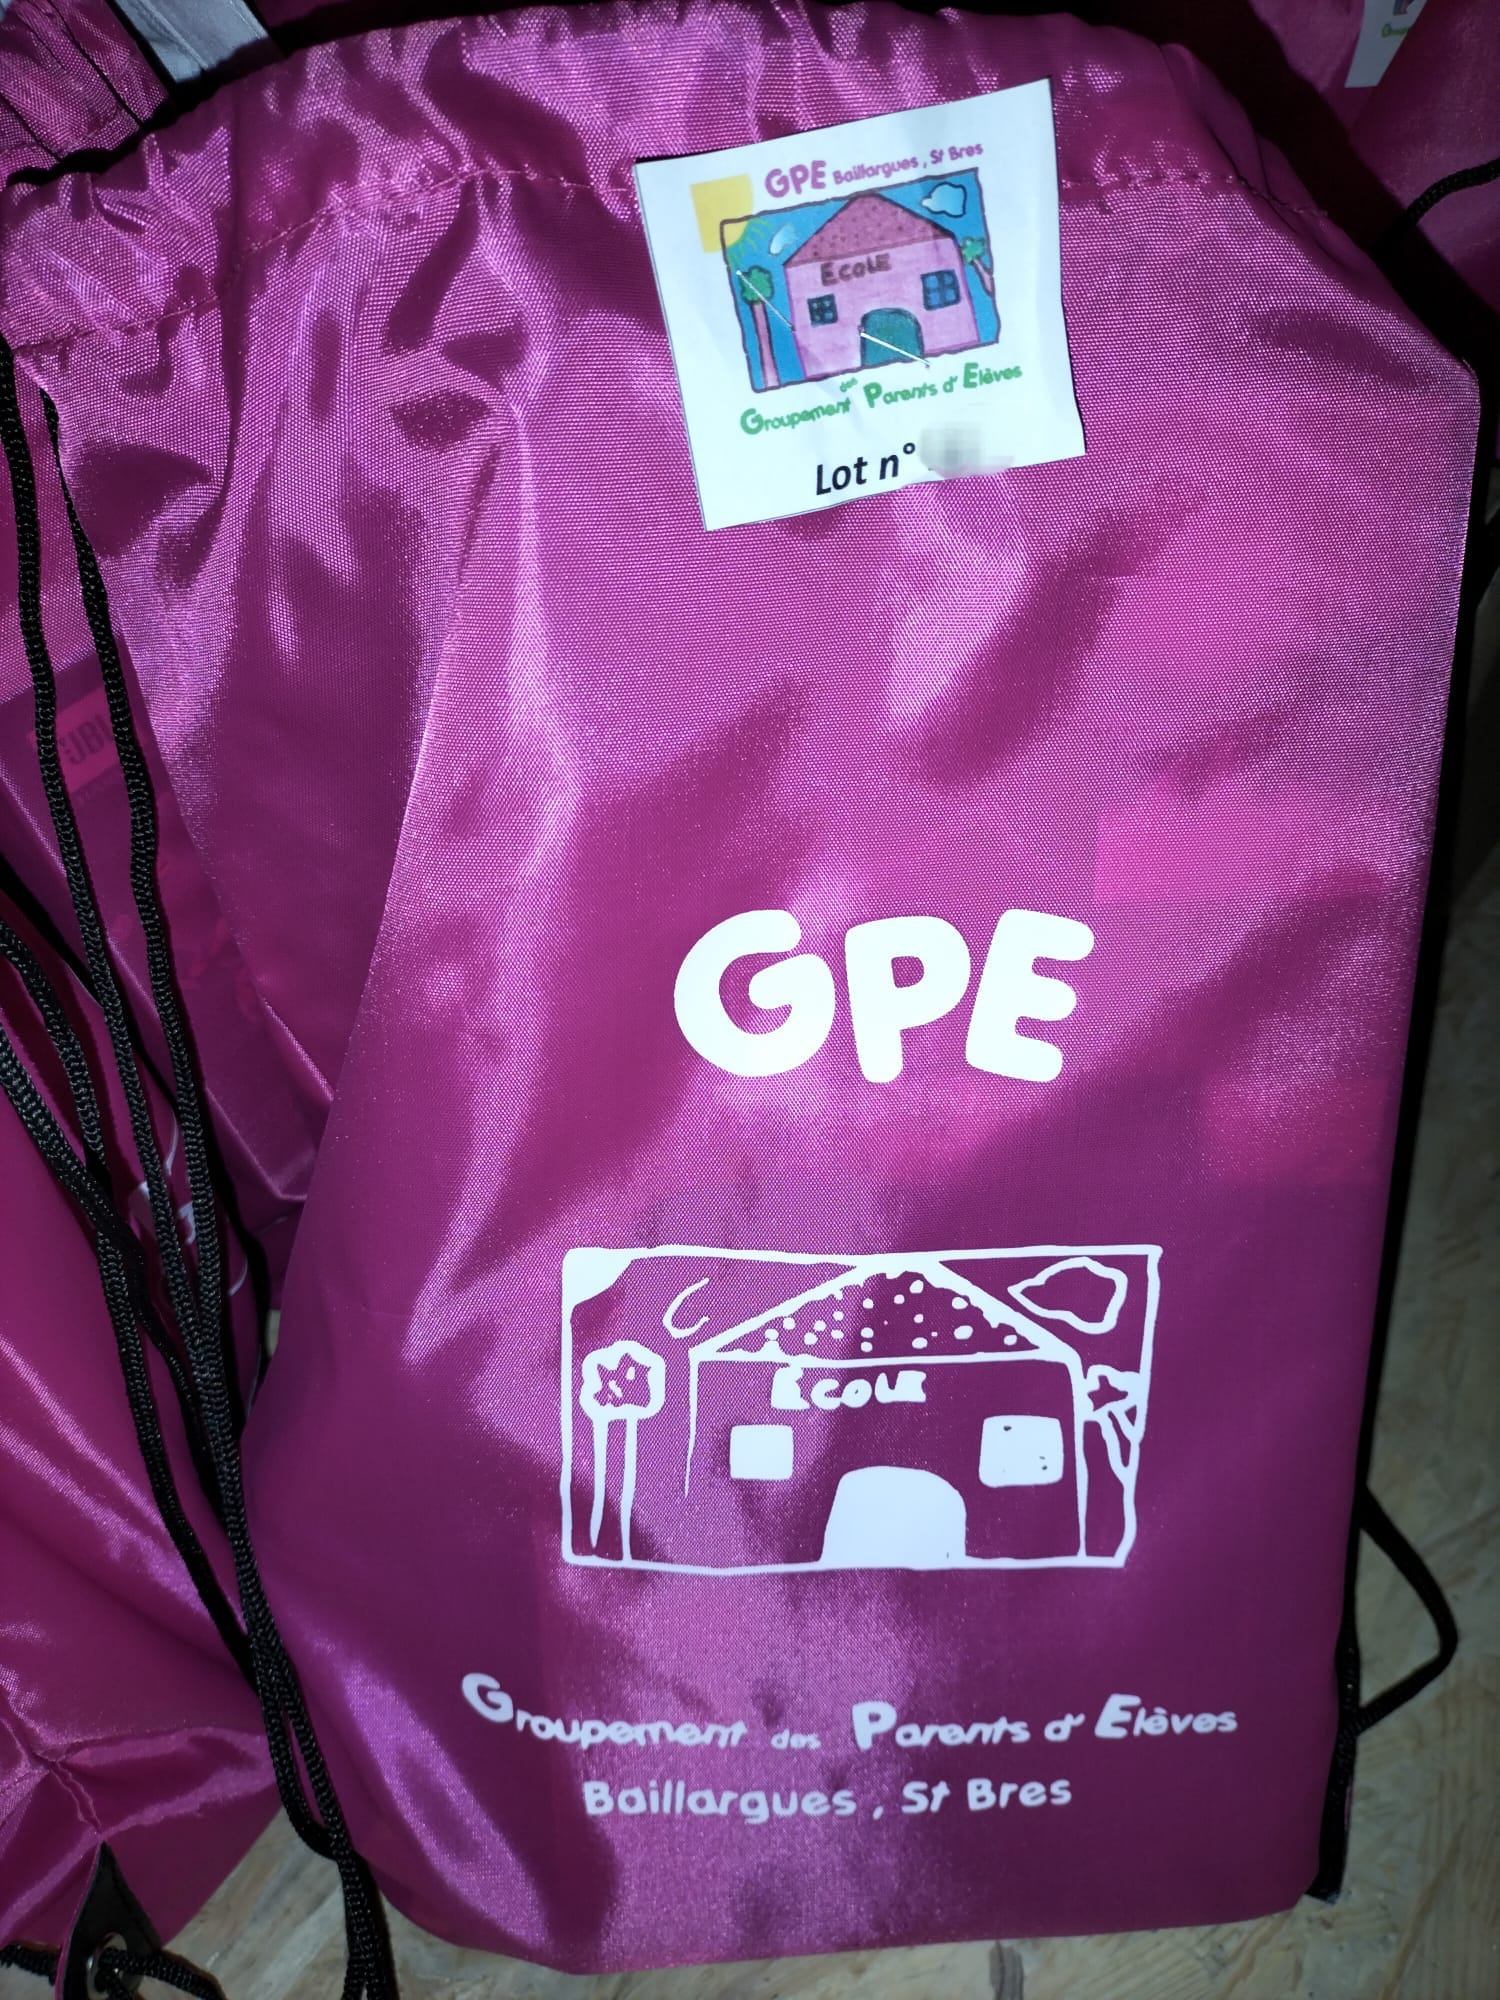 GPE Baillargues, St Bres
ECOLE
Groupement des Parents d'Elèves
Lot n°
GPE
ECOLE
Groupement des Parents d'Elèves
Baillargues, St Bres